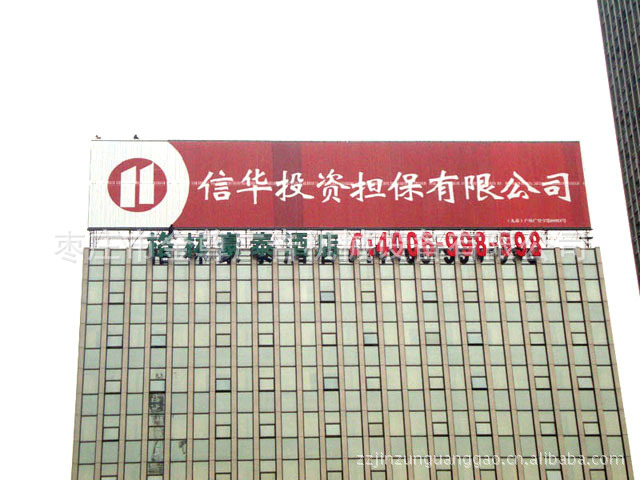 信华投资担保有限公司
格林豪泰酒店 4006-998-798
zzjinzunguanggao.cn.alibaba.com